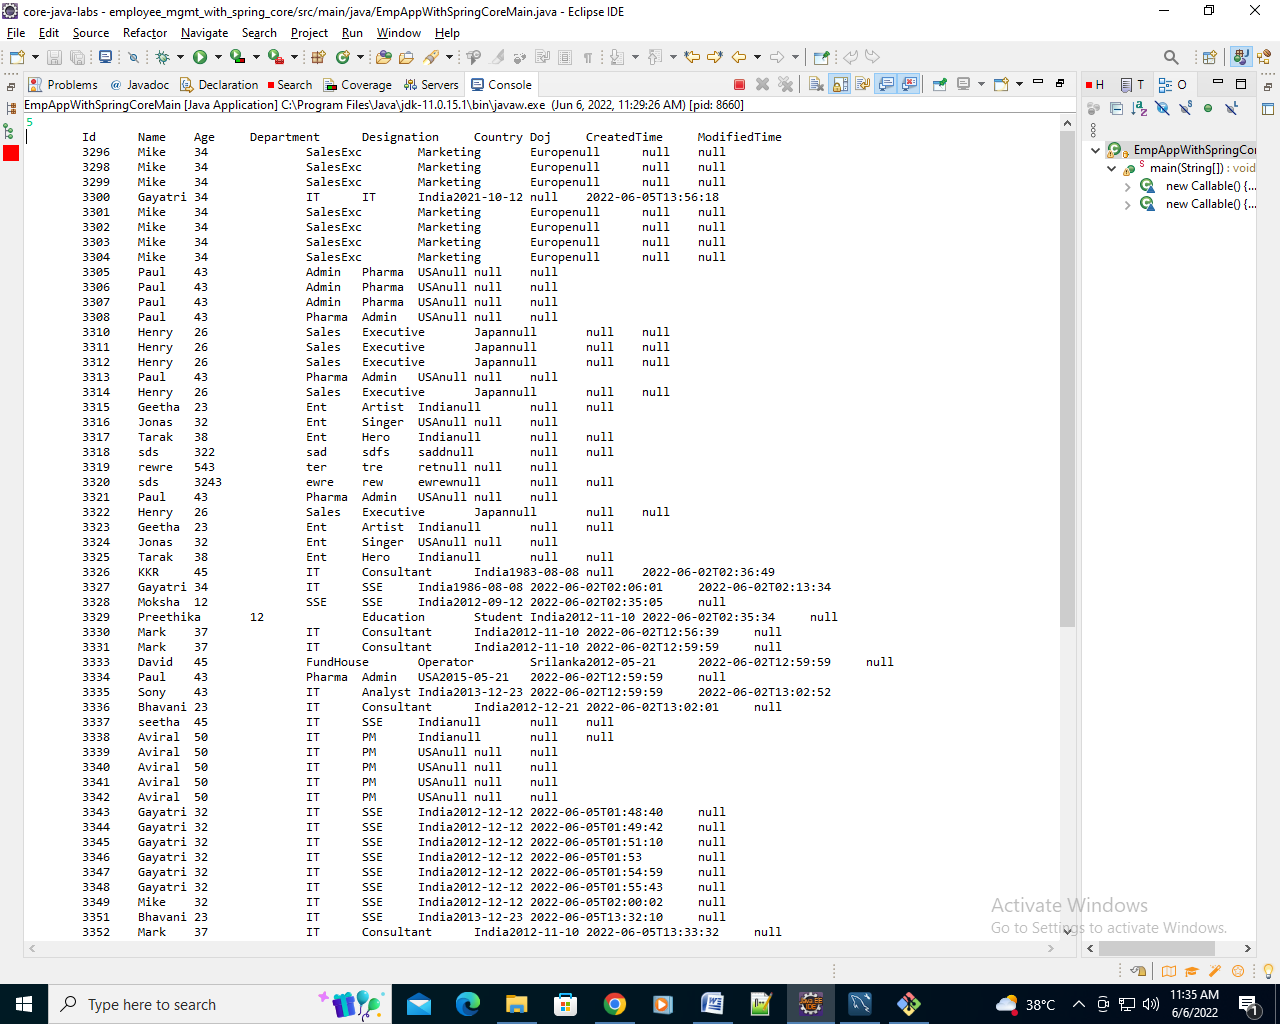 core-java-labs - employee_mgmt_with_spring_core/src/main/java/EmpAppWithSpringCoreMain.java - Eclipse IDE
File Edit Source Refactor Navigate Search Project Run Window Help
Problems Javadoc Declaration Search Coverage Servers Console H T O
EmpAppWithSpringCoreMain [Java Application] C:\Program Files\Java\jdk-11.0.15.1\bin\javaw.exe (Jun 6, 2022, 11:29:26 AM) [pid: 8660]
5
Id Name Age Department Designation Country Doj CreatedTime ModifiedTime
3296 Mike 34 SalesExc Marketing Europenull null null
3298 Mike 34 SalesExc Marketing Europenull null null
3299 Mike 34 SalesExc Marketing Europenull null null
3300 Gayatri 34 IT IT India2021-10-12 null 2022-06-05T13:56:18
3301 Mike 34 SalesExc Marketing Europenull null null
3302 Mike 34 SalesExc Marketing Europenull null null
3303 Mike 34 SalesExc Marketing Europenull null null
3304 Mike 34 SalesExc Marketing Europenull null null
3305 Paul 43 Admin Pharma USAnull null null
3306 Paul 43 Admin Pharma USAnull null null
3307 Paul 43 Admin Pharma USAnull null null
3308 Paul 43 Pharma Admin USAnull null null
3310 Henry 26 Sales Executive Japannull null null
3311 Henry 26 Sales Executive Japannull null null
3312 Henry 26 Sales Executive Japannull null null
3313 Paul 43 Pharma Admin USAnull null null
3314 Henry 26 Sales Executive Japannull null null
3315 Geetha 23 Ent Artist Indianull null null
3316 Jonas 32 Ent Singer USAnull null null
3317 Tarak 38 Ent Hero Indianull null null
3318 sds 322 sad sdfs saddnull null null
3319 rewre 543 ter tre retnull null null
3320 sds 3243 ewre rew ewrewnull null null
3321 Paul 43 Pharma Admin USAnull null null
3322 Henry 26 Sales Executive Japannull null null
3323 Geetha 23 Ent Artist Indianull null null
3324 Jonas 32 Ent Singer USAnull null null
3325 Tarak 38 Ent Hero Indianull null null
3326 KKR 45 IT Consultant India1983-08-08 null 2022-06-02T02:36:49
3327 Gayatri 34 IT SSE India1986-08-08 2022-06-02T02:06:01 2022-06-02T02:13:34
3328 Moksha 12 SSE SSE India2012-09-12 2022-06-02T02:35:05 null
3329 Preethika 12 Education Student India2012-11-10 2022-06-02T02:35:34 null
3330 Mark 37 IT Consultant India2012-11-10 2022-06-02T12:56:39 null
3331 Mark 37 IT Consultant India2012-11-10 2022-06-02T12:59:59 null
3333 David 45 FundHouse Operator Srilanka2012-05-21 2022-06-02T12:59:59 null
3334 Paul 43 Pharma Admin USA2015-05-21 2022-06-02T12:59:59 null
3335 Sony 43 IT Analyst India2013-12-23 2022-06-02T12:59:59 2022-06-02T13:02:52
3336 Bhavani 23 IT Consultant India2012-12-21 2022-06-02T13:02:01 null
3337 seetha 45 IT SSE Indianull null null
3338 Aviral 50 IT PM Indianull null null
3339 Aviral 50 IT PM USAnull null null
3340 Aviral 50 IT PM USAnull null null
3341 Aviral 50 IT PM USAnull null null
3342 Aviral 50 IT PM USAnull null null
3343 Gayatri 32 IT SSE India2012-12-12 2022-06-05T01:48:40 null
3344 Gayatri 32 IT SSE India2012-12-12 2022-06-05T01:49:42 null
3345 Gayatri 32 IT SSE India2012-12-12 2022-06-05T01:51:10 null
3346 Gayatri 32 IT SSE India2012-12-12 2022-06-05T01:53 null
3347 Gayatri 32 IT SSE India2012-12-12 2022-06-05T01:54:59 null
3348 Gayatri 32 IT SSE India2012-12-12 2022-06-05T01:55:43 null
3349 Mike 32 IT SSE India2012-12-12 2022-06-05T02:00:02 null
3351 Bhavani 23 IT SSE India2013-12-23 2022-06-05T13:32:10 null
3352 Mark 37 IT Consultant India2012-11-10 2022-06-05T13:33:32 null
EmpAppWithSpringCor
main(String[]) : void
new Callable() {...
new Callable() {...
Activate Windows
Go to Settings to activate Windows.
Type here to search
38°C
11:35 AM
6/6/2022
1